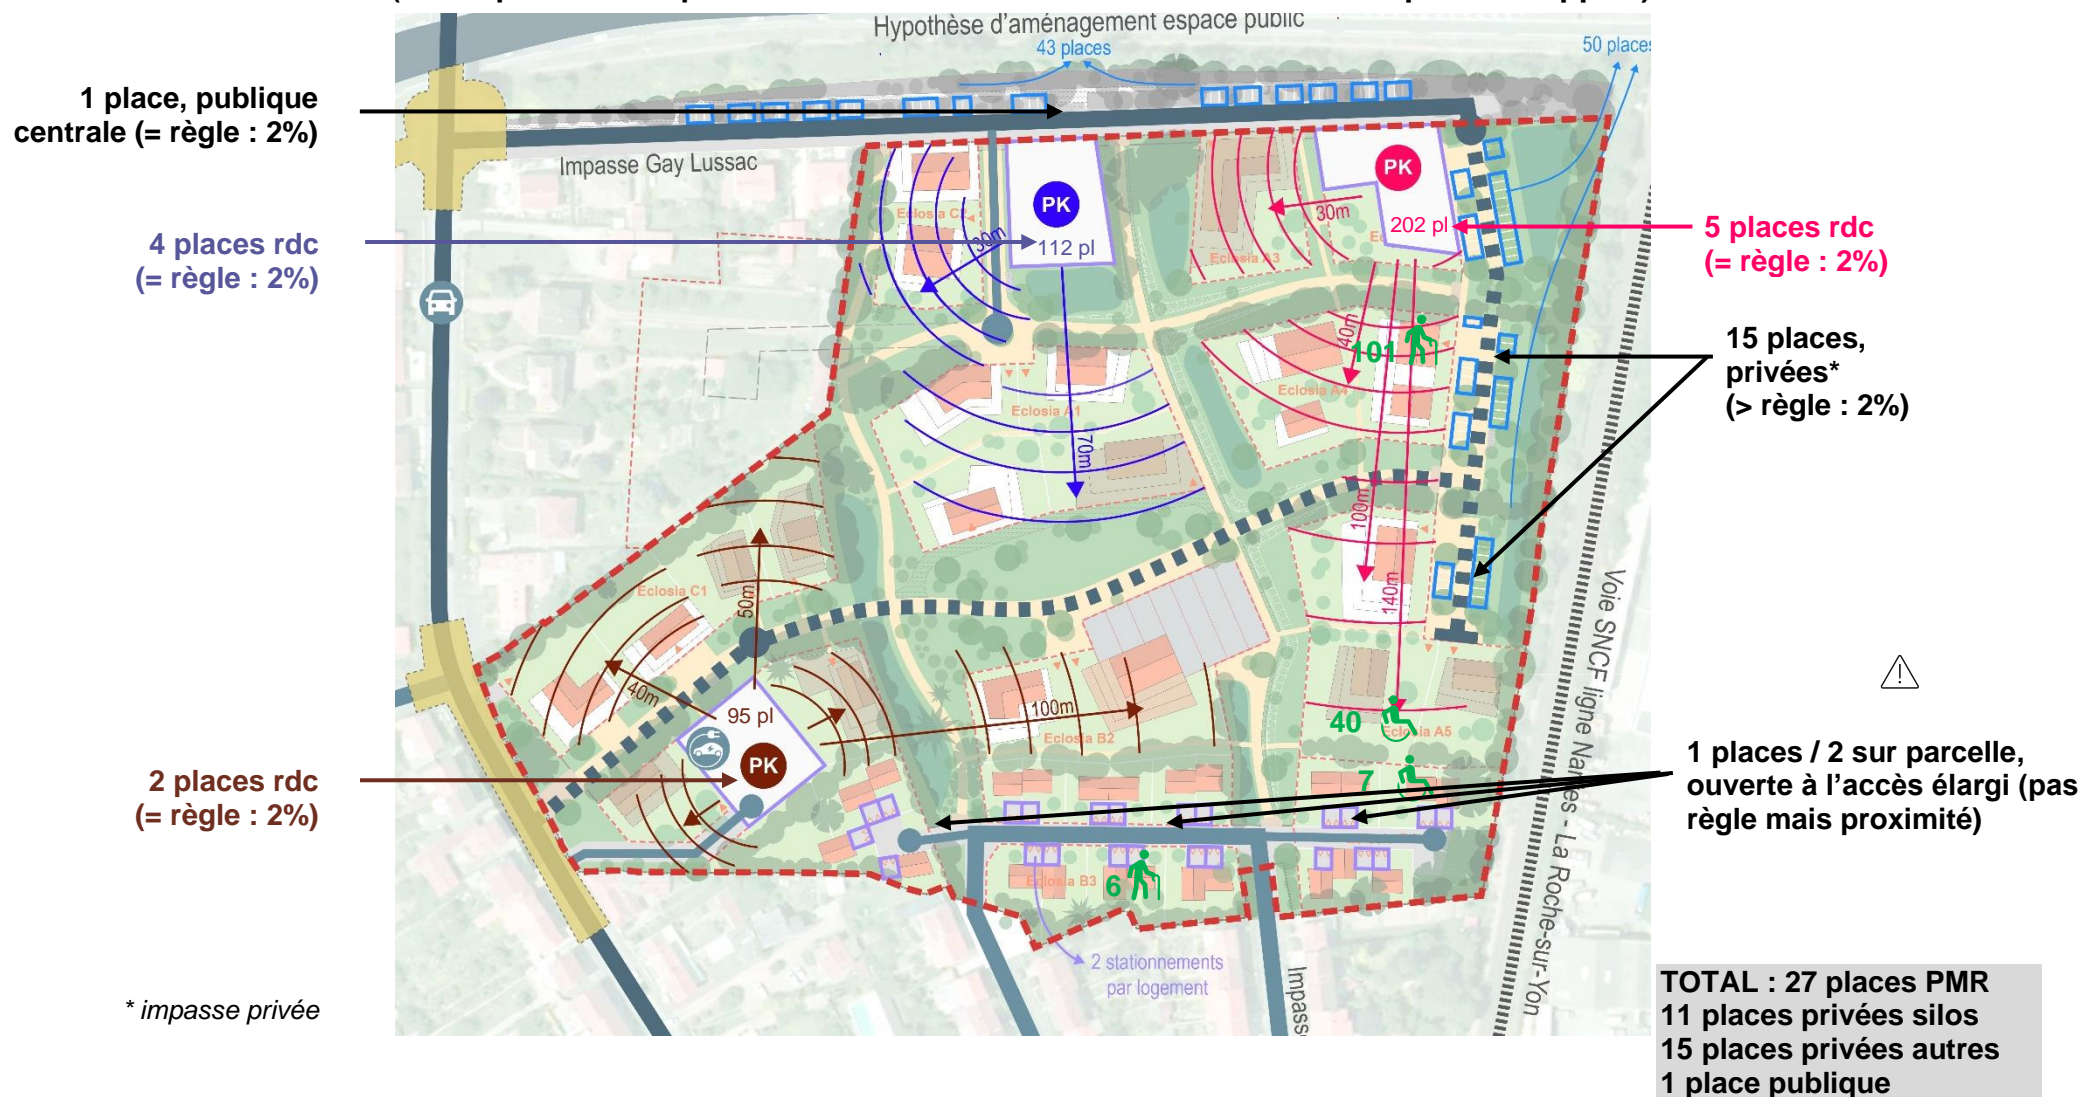 Hypothèse d'aménagement espace public
43 places
50 places
1 place, publique
centrale (= règle : 2%)
Impasse Gay Lussac
PK
PK
Eclosia C2
30m
112 pl
30m
202 pl
Eclosia A3
4 places rdc
(= règle : 2%)
5 places rdc
(= règle : 2%)
40m
101
15 places,
privées*
(> règle : 2%)
Eclosia A1
Eclosia A4
70m
100m
140m
Eclosia C1
50m
40m
95 pl
PK
100m
Eclosia B2
40
Eclosia A5
7
2 places rdc
(= règle : 2%)
1 places / 2 sur parcelle,
ouverte à l'accès élargi (pas
règle mais proximité)
Eclosia B3
6
2 stationnements
par logement
Impass
Voie SNCF ligne Nantes - La Roche-sur-Yon
* impasse privée
TOTAL : 27 places PMR
11 places privées silos
15 places privées autres
1 place publique